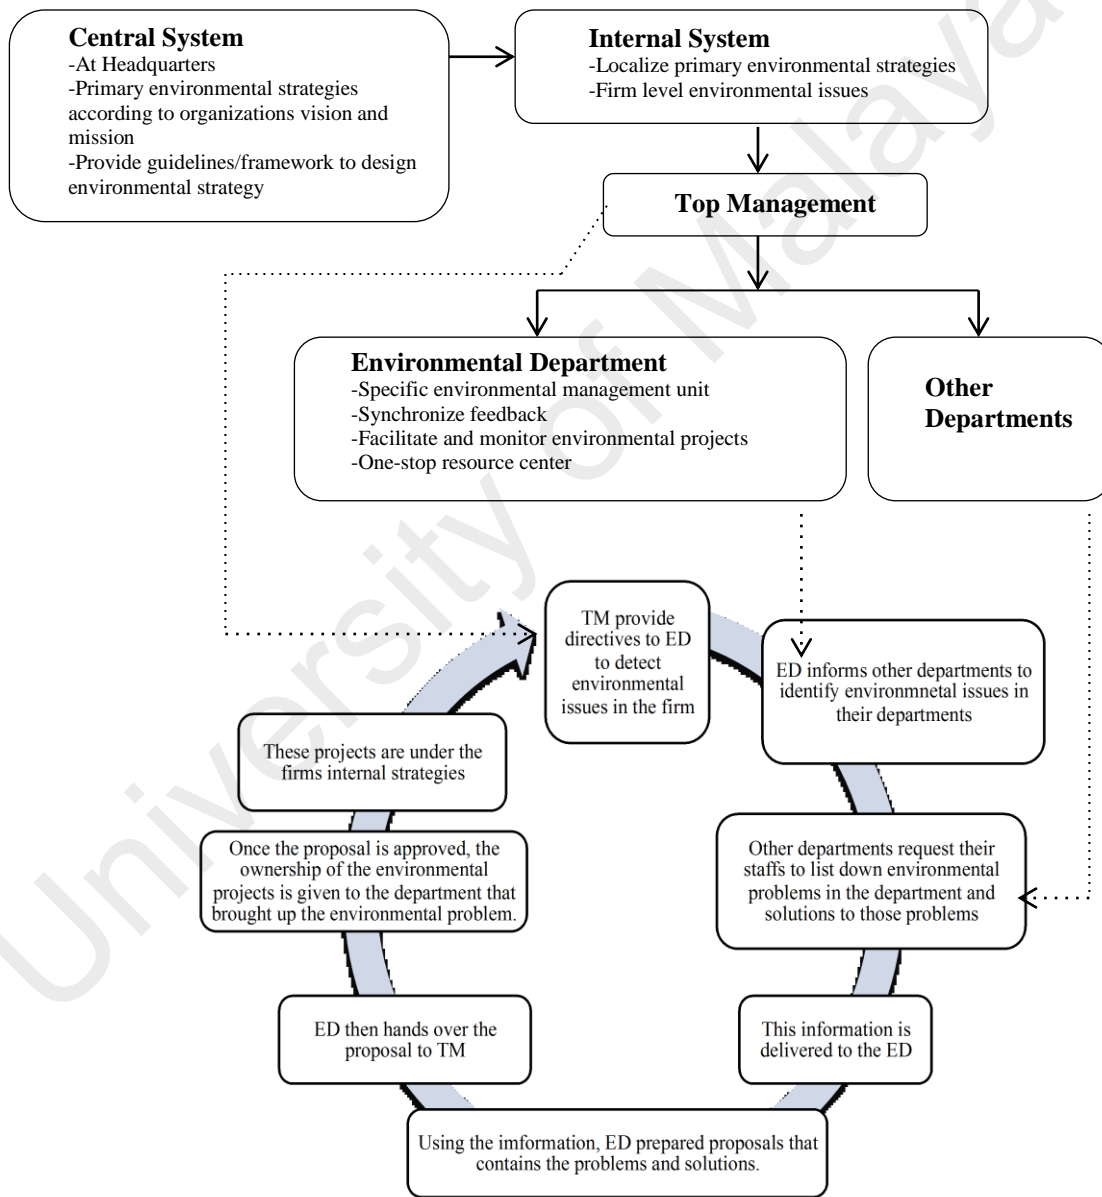 Central System
-At Headquarters
-Primary environmental strategies
according to organizations vision and
mission
-Provide guidelines/framework to design
environmental strategy
Internal System
-Localize primary environmental strategies
-Firm level environmental issues
Top Management
Environmental Department
-Specific environmental management unit
-Synchronize feedback
-Facilitate and monitor environmental projects
-One-stop resource center
Other
Departments
TM provide
directives to ED
to detect
environmental
issues in the firm
ED informs other departments to
identify environmnetal issues in
their departments
Other departments request their
staffs to list down environmental
problems in the department and
solutions to those problems
This information is
delivered to the ED
Using the imformation, ED prepared proposals that
contains the problems and solutions.
ED then hands over the
proposal to TM
Once the proposal is approved, the
ownership of the environmental
projects is given to the department that
brought up the environmental problem.
These projects are under the
firms internal strategies
University of Malaya